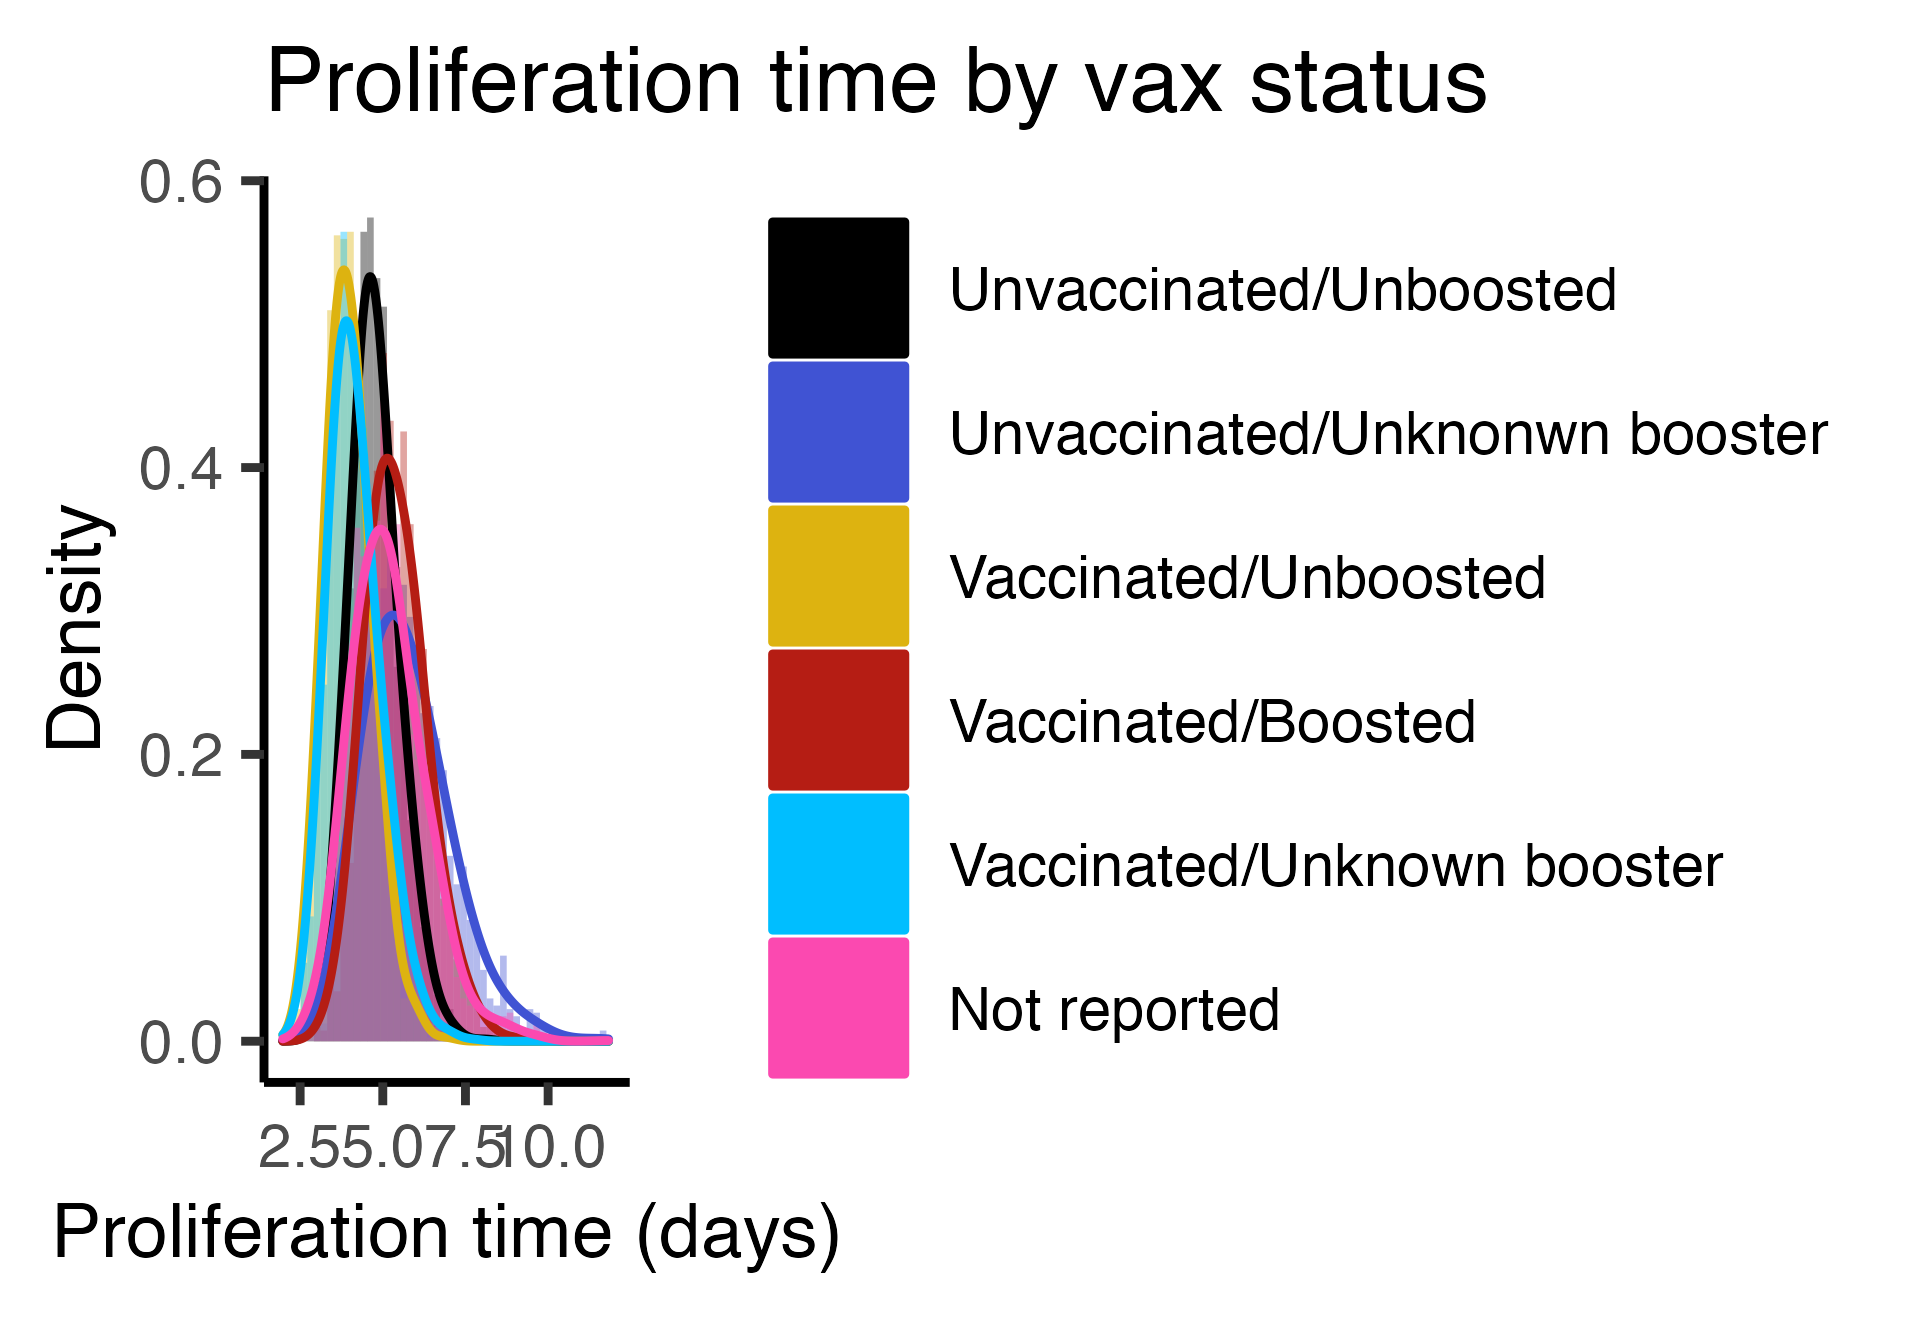 Proliferation time by vax status
0.6
0.4
0.2
0.0
Density
2.5 5.0 7.5 10.0
Proliferation time (days)
Unvaccinated/Unboosted
Unvaccinated/Unknonwn booster
Vaccinated/Unboosted
Vaccinated/Boosted
Vaccinated/Unknown booster
Not reported